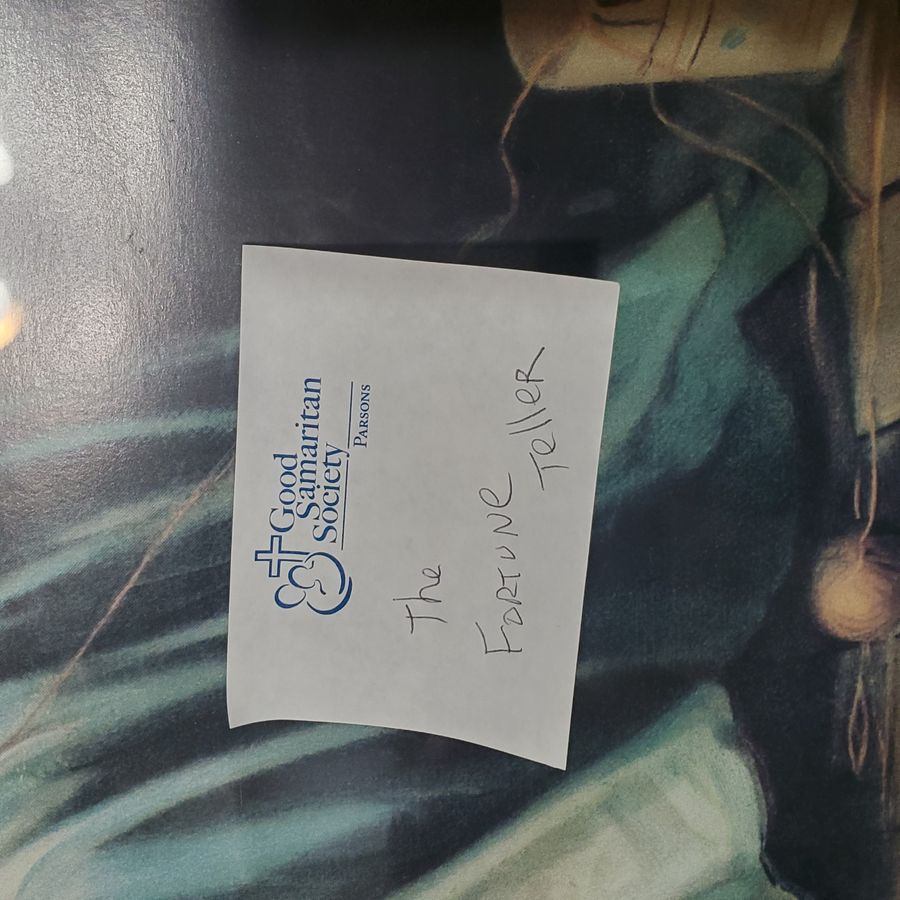 Good
Samaritan
Society
PARSONS
The
FORTUNE
Teller